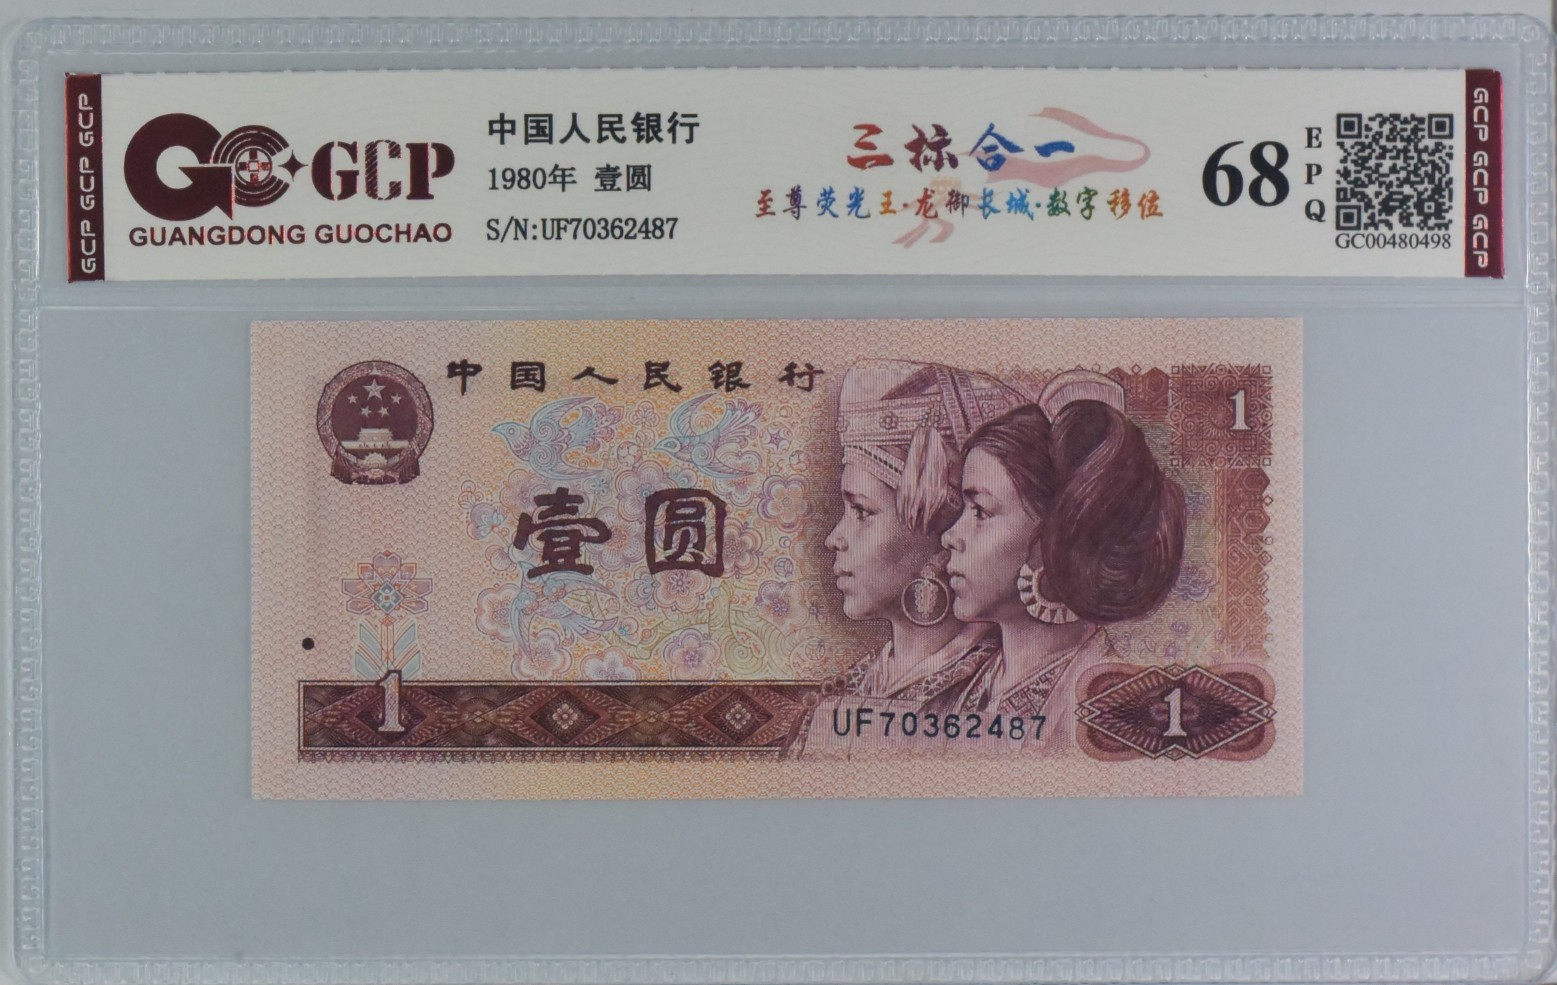 GCP GCP GCP
GCP
GUANGDONG GUOCHAO
中国人民银行
1980年 壹圆
S/N:UF70362487
三标合一
至尊荧光王·龙御长城·数字移位
68
EPQ
GC00480498
GCP GCP GCP
中国人民银行
1
壹圆
1
UF70362487
1